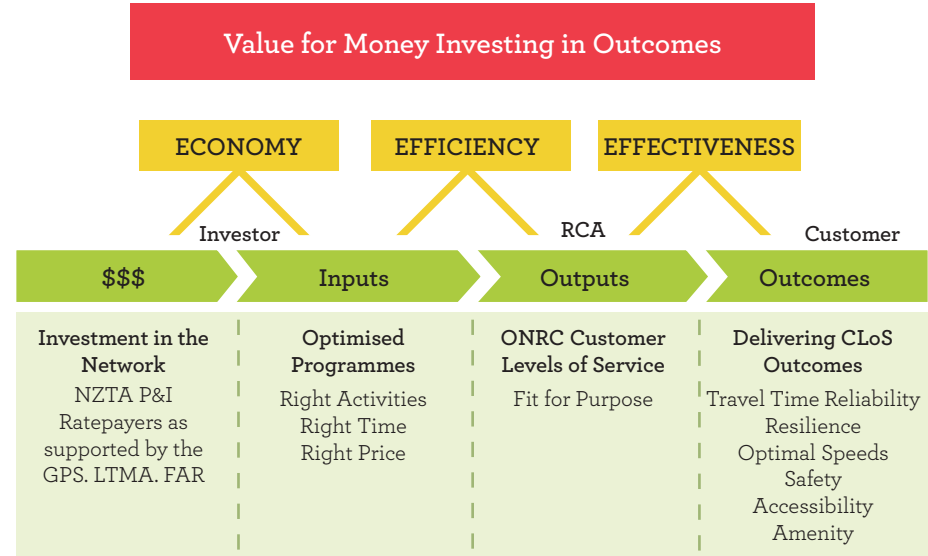 Value for Money Investing in Outcomes
ECONOMY
EFFICIENCY
EFFECTIVENESS
Investor
RCA
Customer
$$$
Inputs
Outputs
Outcomes
Investment in the
Network
NZTA P&I
Ratepayers as
supported by the
GPS. LTMA. FAR
Optimised
Programmes
Right Activities
Right Time
Right Price
ONRC Customer
Levels of Service
Fit for Purpose
Delivering CLoS
Outcomes
Travel Time Reliability
Resilience
Optimal Speeds
Safety
Accessibility
Amenity